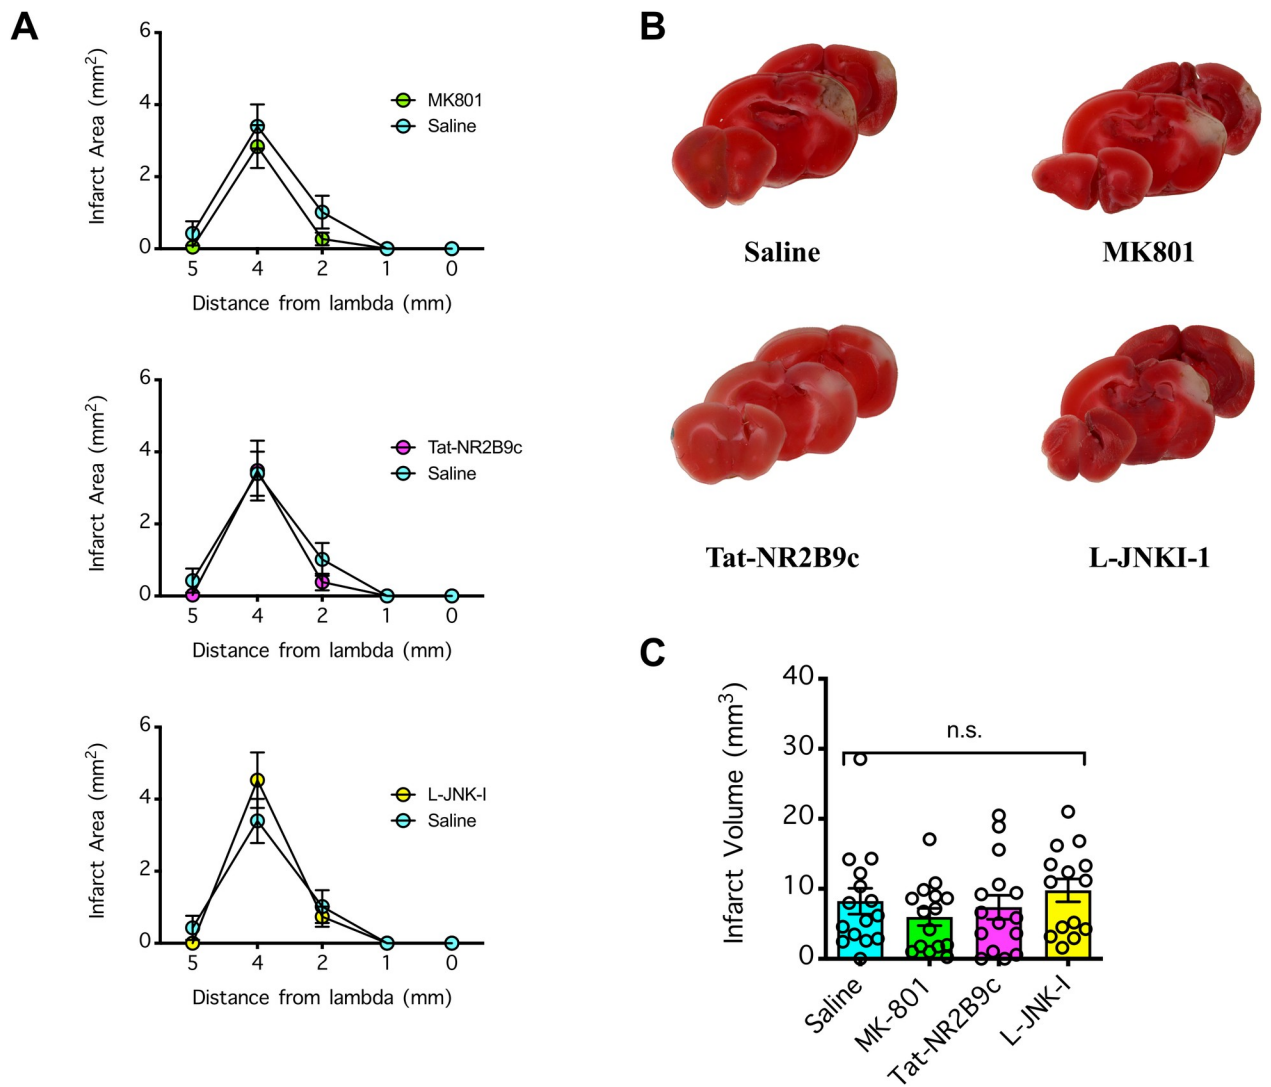 A
6
4
2
0
Infarct Area (mm²)
MK801
Saline
5 4 2 1 0
Distance from lambda (mm)
6
4
2
0
Infarct Area (mm²)
Tat-NR2B9c
Saline
5 4 2 1 0
Distance from lambda (mm)
6
4
2
0
Infarct Area (mm²)
L-JNK-I
Saline
5 4 2 1 0
Distance from lambda (mm)
B
Saline
MK801
Tat-NR2B9c
L-JNKI-1
C
40
30
20
10
0
Infarct Volume (mm³)
n.s.
Saline
MK-801
Tat-NR2B9c
L-JNK-I